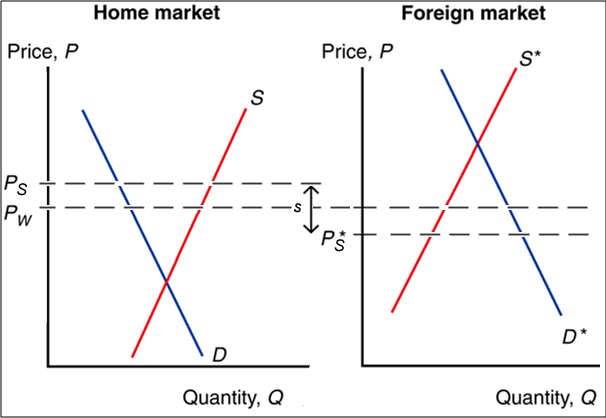 Home market
Foreign market
Price, P
Price, P
S
S*
P_S
P_W
s
P_S*
D
D*
Quantity, Q
Quantity, Q